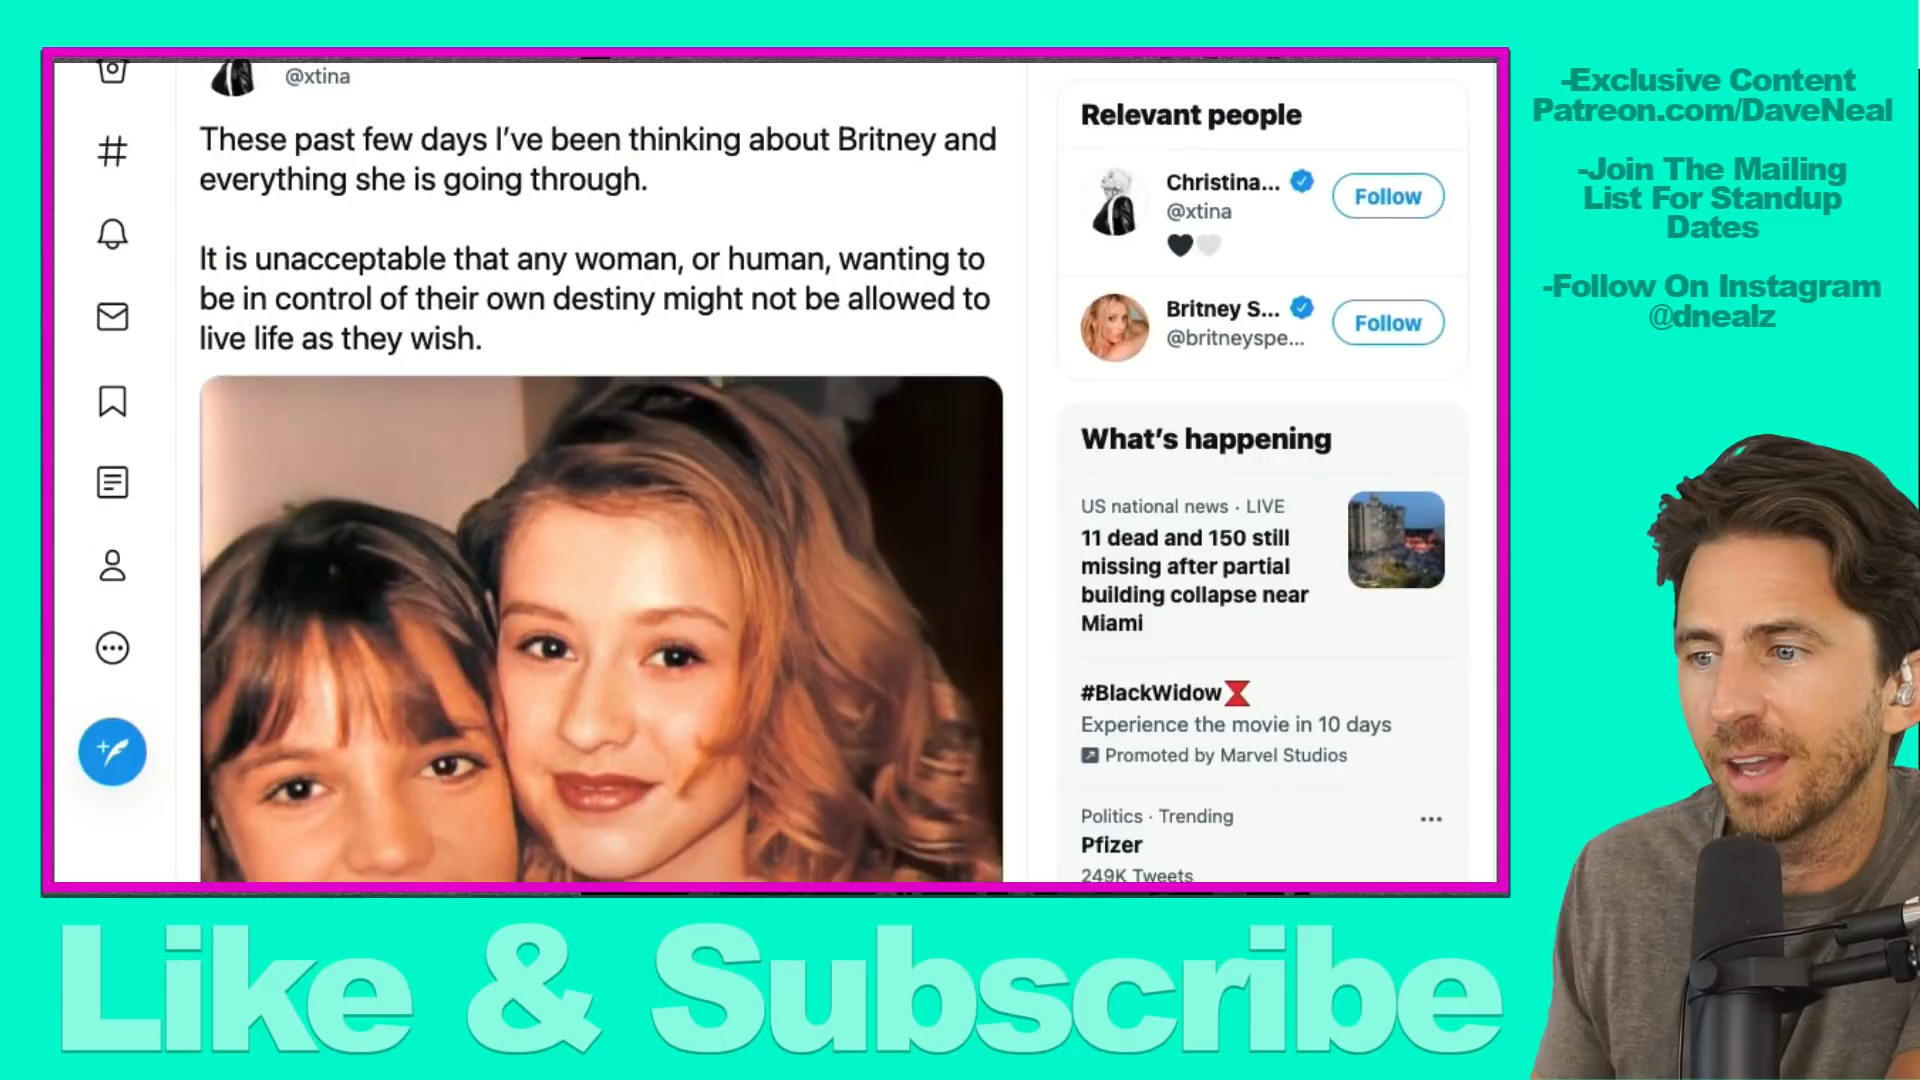 @xtina
These past few days I’ve been thinking about Britney and
everything she is going through.
It is unacceptable that any woman, or human, wanting to
be in control of their own destiny might not be allowed to
live life as they wish.
Relevant people
Christina...
Follow
@xtina
Britney S...
Follow
@britneyspe...
What’s happening
US national news · LIVE
11 dead and 150 still
missing after partial
building collapse near
Miami
#BlackWidow
Experience the movie in 10 days
Promoted by Marvel Studios
Politics · Trending
Pfizer
249K Tweets
-Exclusive Content
Patreon.com/DaveNeal
-Join The Mailing
List For Standup
Dates
-Follow On Instagram
@dnealz
Like & Subscribe